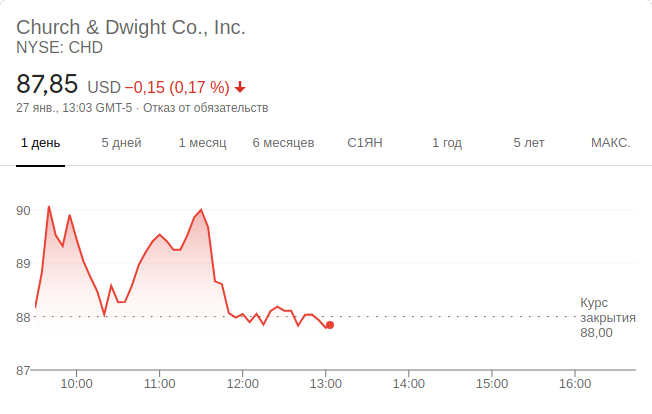 Church & Dwight Co., Inc.
NYSE: CHD
87,85 USD −0,15 (0,17 %)
27 янв., 13:03 GMT-5 · Отказ от обязательств
1 день 5 дней 1 месяц 6 месяцев С1ЯН 1 год 5 лет МАКС.
90
89
88
87
Курс
закрытия
88,00
10:00 11:00 12:00 13:00 14:00 15:00 16:00